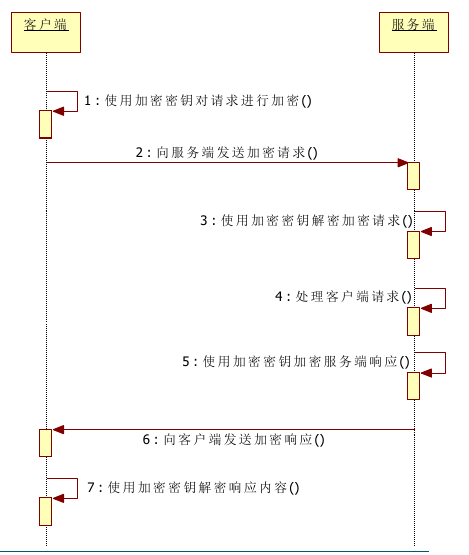 客户端
服务端
1 : 使用加密密钥对请求进行加密()
2 : 向服务端发送加密请求()
3 : 使用加密密钥解密加密请求()
4 : 处理客户端请求()
5 : 使用加密密钥加密服务端响应()
6 : 向客户端发送加密响应()
7 : 使用加密密钥解密响应内容()